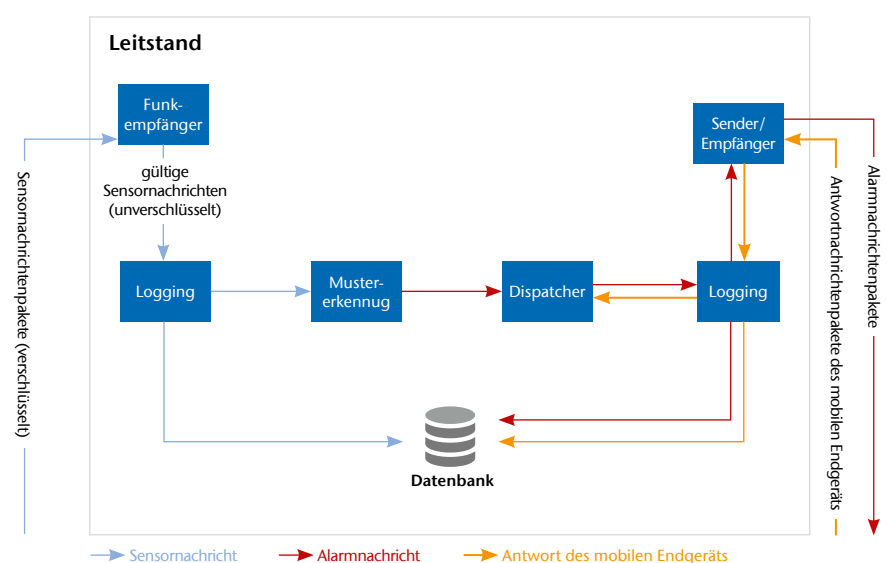 Leitstand
Funk-
empfänger
Sender/
Empfänger
gültige
Sensornachrichten
(unverschlüsselt)
Sensornachrichtenpakete (verschlüsselt)
Antwortnachrichtenpakete des mobilen Endgeräts
Alarmnachrichtenpakete
Logging
Muster-
erkennug
Dispatcher
Logging
Datenbank
Sensornachricht
Alarmnachricht
Antwort des mobilen Endgeräts